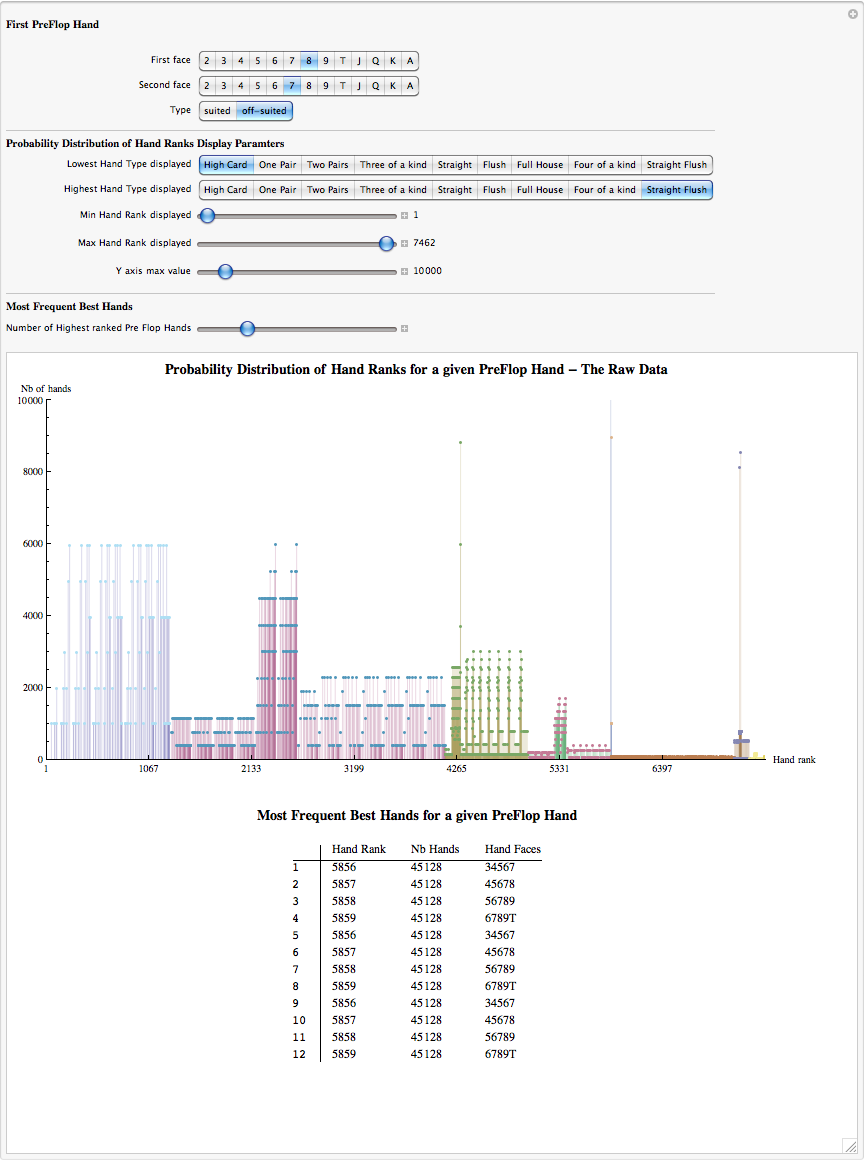 First PreFlop Hand
First face 2 3 4 5 6 7 8 9 T J Q K A
Second face 2 3 4 5 6 7 8 9 T J Q K A
Type suited off-suited
Probability Distribution of Hand Ranks Display Paramters
Lowest Hand Type displayed High Card One Pair Two Pairs Three of a kind Straight Flush Full House Four of a kind Straight Flush
Highest Hand Type displayed High Card One Pair Two Pairs Three of a kind Straight Flush Full House Four of a kind Straight Flush
Min Hand Rank displayed 1
Max Hand Rank displayed 7462
Y axis max value 10000
Most Frequent Best Hands
Number of Highest ranked Pre Flop Hands
Probability Distribution of Hand Ranks for a given PreFlop Hand – The Raw Data
Nb of hands
10000
8000
6000
4000
2000
0
1 1067 2133 3199 4265 5331 6397 Hand rank
Most Frequent Best Hands for a given PreFlop Hand
Hand Rank Nb Hands Hand Faces
1 5856 45128 34567
2 5857 45128 45678
3 5858 45128 56789
4 5859 45128 6789T
5 5856 45128 34567
6 5857 45128 45678
7 5858 45128 56789
8 5859 45128 6789T
9 5856 45128 34567
10 5857 45128 45678
11 5858 45128 56789
12 5859 45128 6789T